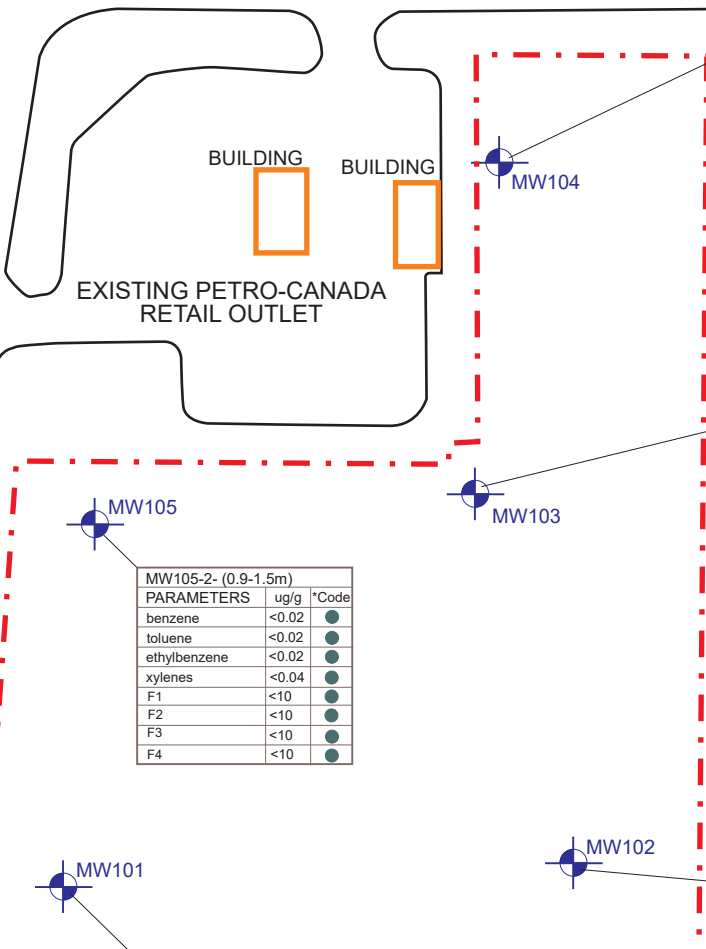 BUILDING
BUILDING
MW104
EXISTING PETRO-CANADA
RETAIL OUTLET
MW105
MW103
MW105-2- (0.9-1.5m)
PARAMETERS ug/g *Code
benzene <0.02
toluene <0.02
ethylbenzene <0.02
xylenes <0.04
F1 <10
F2 <10
F3 <10
F4 <10
MW102
MW101